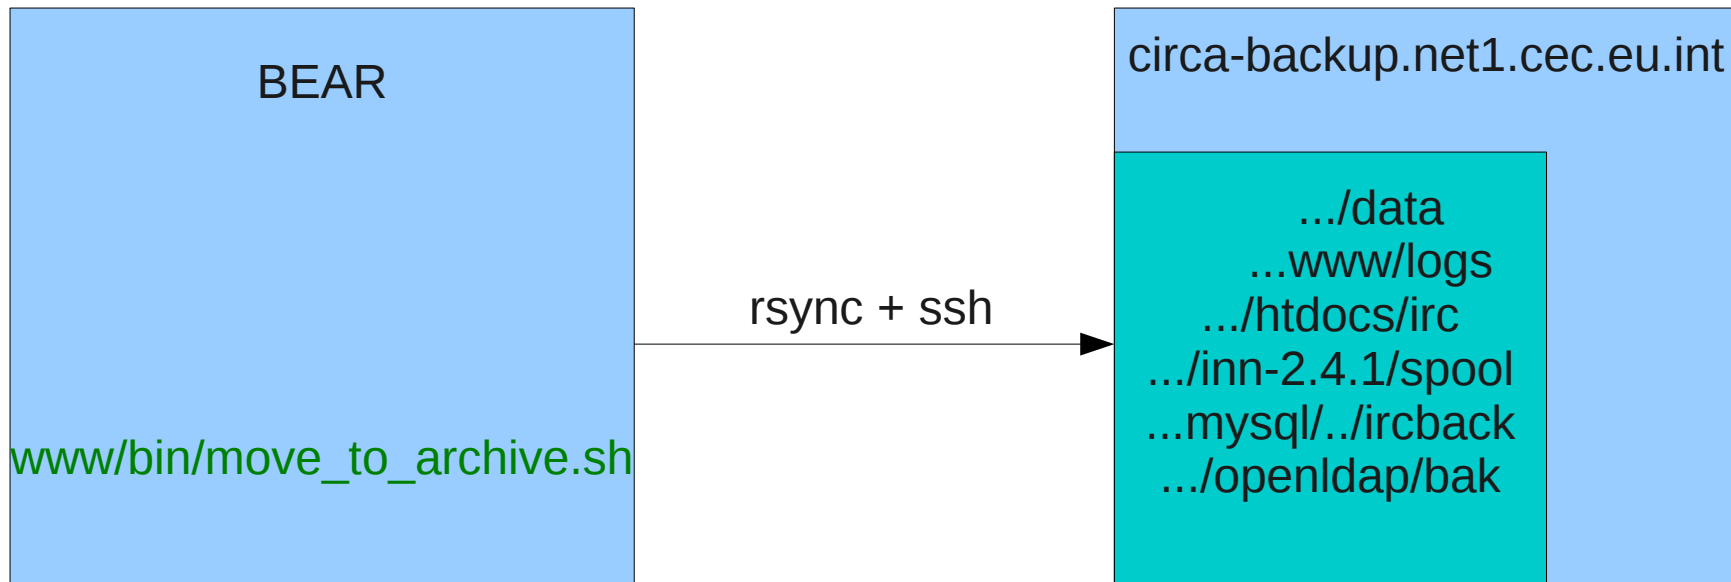 BEAR
www/bin/move_to_archive.sh
rsync + ssh
circa-backup.net1.cec.eu.int
.../data
...www/logs
.../htdocs/irc
.../inn-2.4.1/spool
...mysql/../ircback
.../openldap/bak